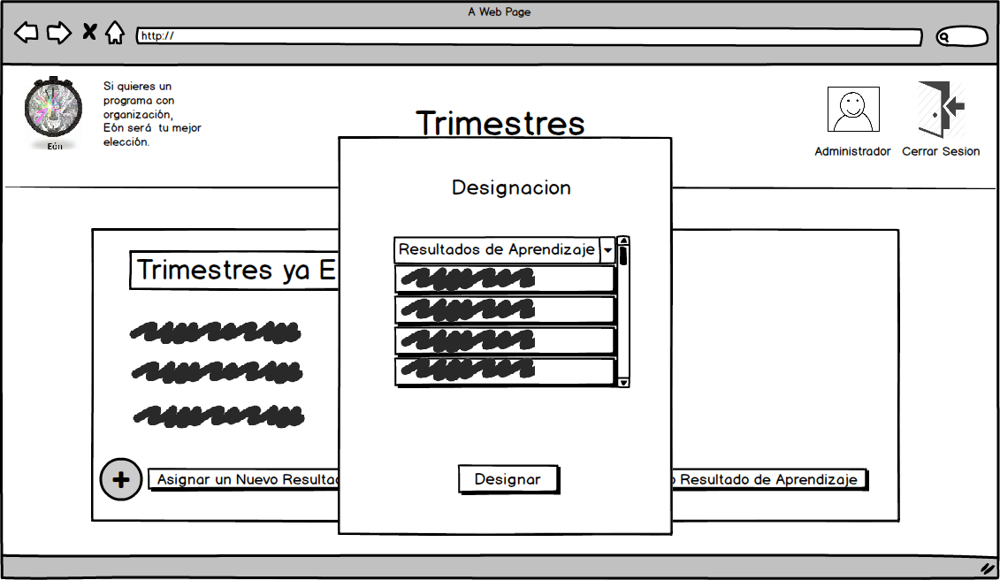 A Web Page
http://
Si quieres un
programa con
organización,
Eón será tu mejor
elección.
Eón
Trimestres
Administrador
Cerrar Sesion
Designacion
Resultados de Aprendizaje
Trimestres ya E
Asignar un Nuevo Resulta
Resultado de Aprendizaje
Designar